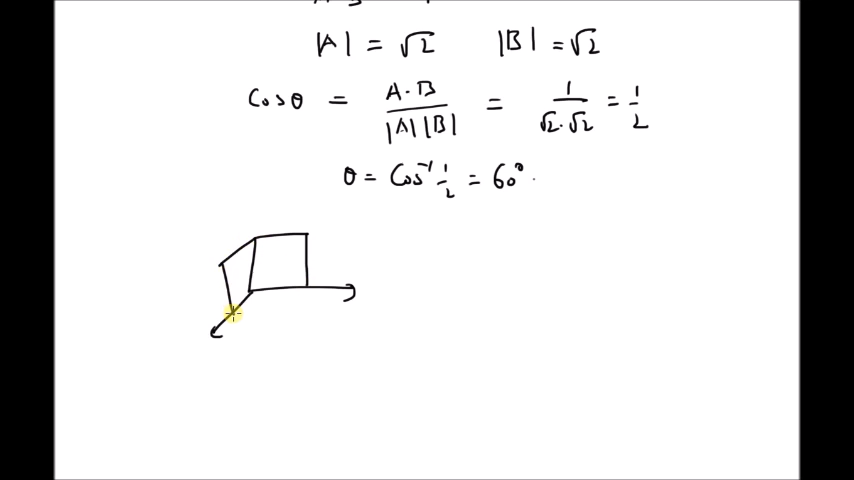 |A| = √2 |B| = √2
Cosθ = A·B / |A||B| = 1 / √2·√2 = 1/2
θ = Cos⁻¹ 1/2 = 60°.